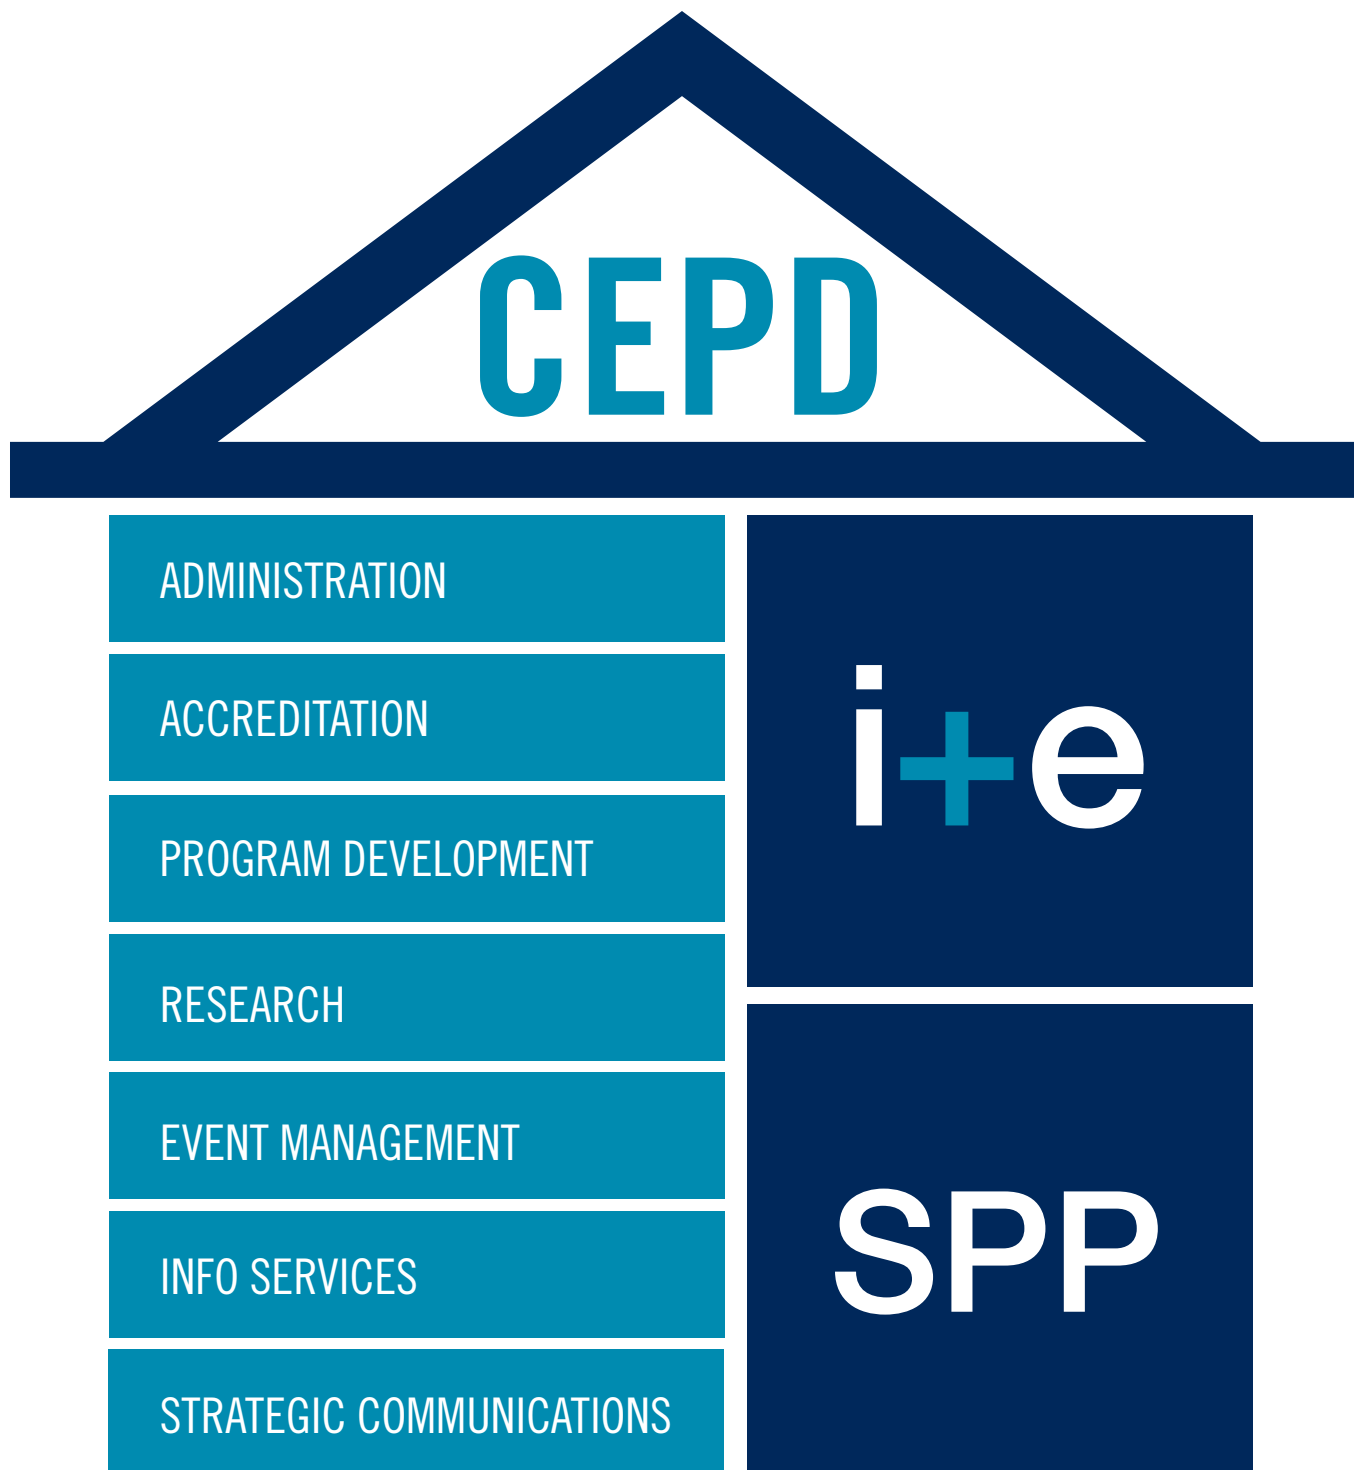 CEPD
ADMINISTRATION
ACCREDITATION
PROGRAM DEVELOPMENT
RESEARCH
EVENT MANAGEMENT
INFO SERVICES
STRATEGIC COMMUNICATIONS
i+e
SPP